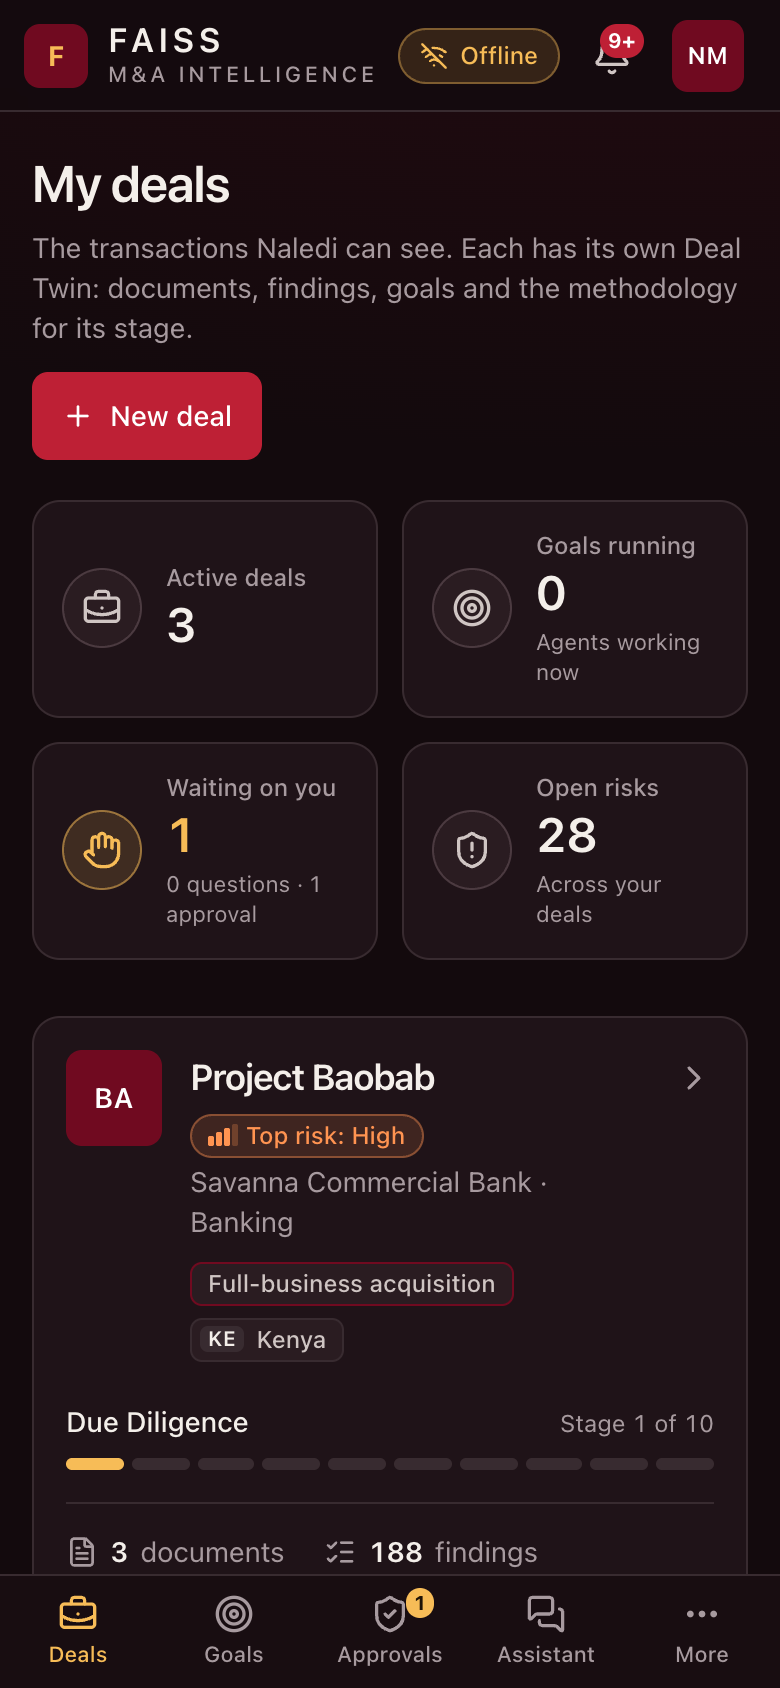 F
FAISS
M&A INTELLIGENCE
Offline
9+
NM
My deals
The transactions Naledi can see. Each has its own Deal
Twin: documents, findings, goals and the methodology
for its stage.
New deal
Active deals
3
Goals running
0
Agents working
now
Waiting on you
1
0 questions · 1
approval
Open risks
28
Across your
deals
BA
Project Baobab
Top risk: High
Savanna Commercial Bank ·
Banking
Full-business acquisition
KE Kenya
Due Diligence
Stage 1 of 10
3 documents
188 findings
Deals
Goals
1
Approvals
Assistant
More